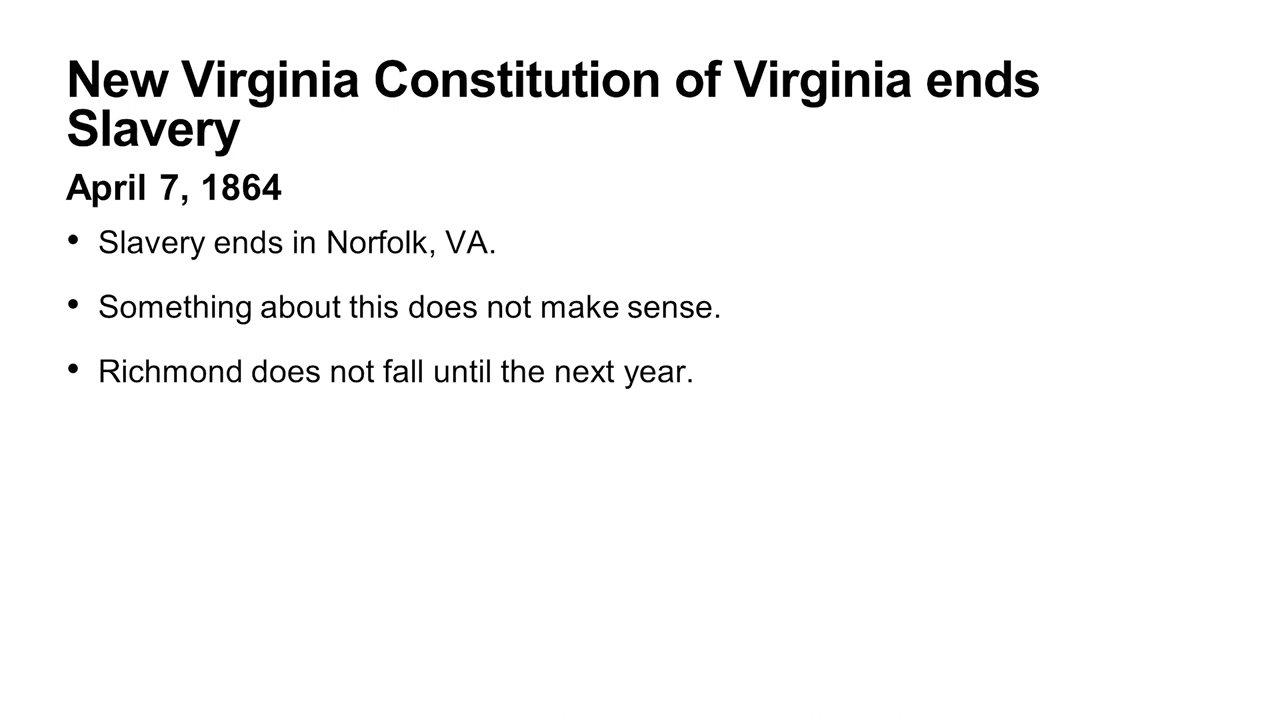 New Virginia Constitution of Virginia ends
Slavery
April 7, 1864
• Slavery ends in Norfolk, VA.
• Something about this does not make sense.
• Richmond does not fall until the next year.